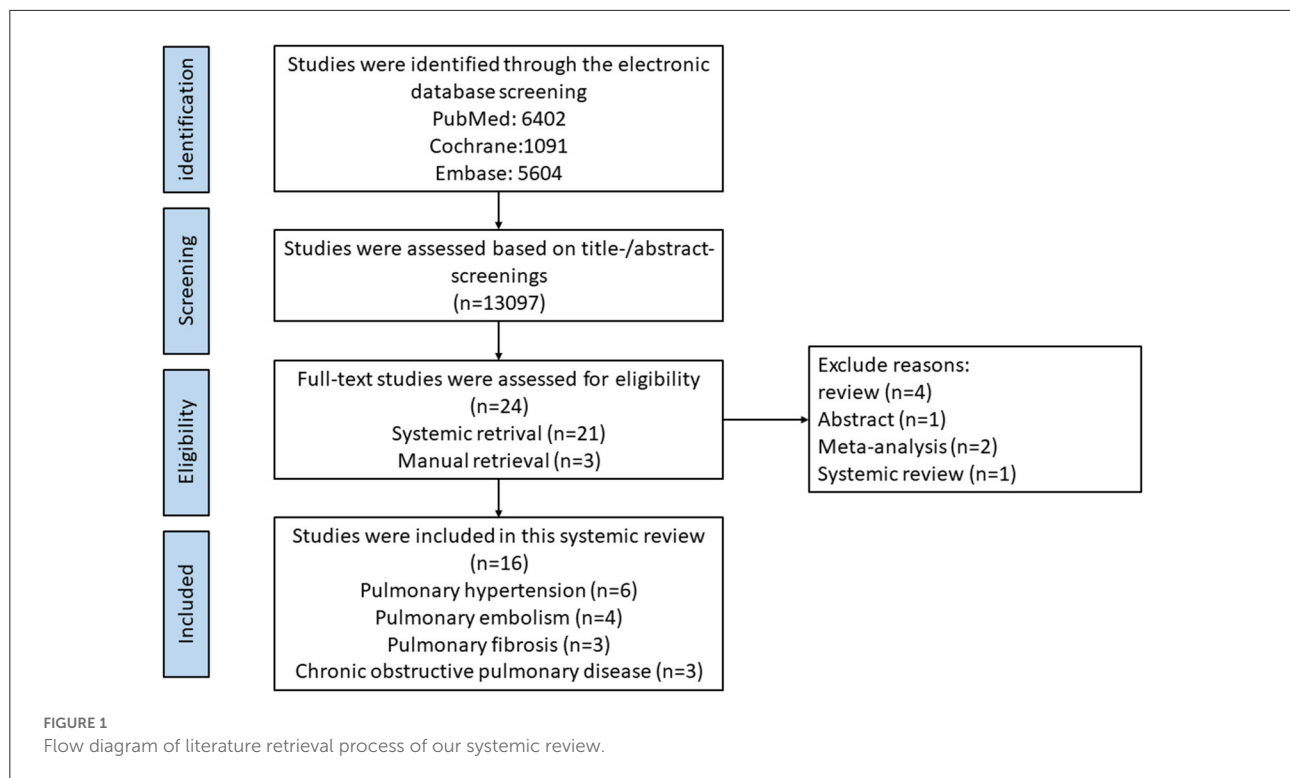 identification
Studies were identified through the electronic
database screening
PubMed: 6402
Cochrane:1091
Embase: 5604
Screening
Studies were assessed based on title-/abstract-
screenings
(n=13097)
Eligibility
Full-text studies were assessed for eligibility
(n=24)
Systemic retrival (n=21)
Manual retrieval (n=3)
Exclude reasons:
review (n=4)
Abstract (n=1)
Meta-analysis (n=2)
Systemic review (n=1)
Included
Studies were included in this systemic review
(n=16)
Pulmonary hypertension (n=6)
Pulmonary embolism (n=4)
Pulmonary fibrosis (n=3)
Chronic obstructive pulmonary disease (n=3)
FIGURE 1
Flow diagram of literature retrieval process of our systemic review.